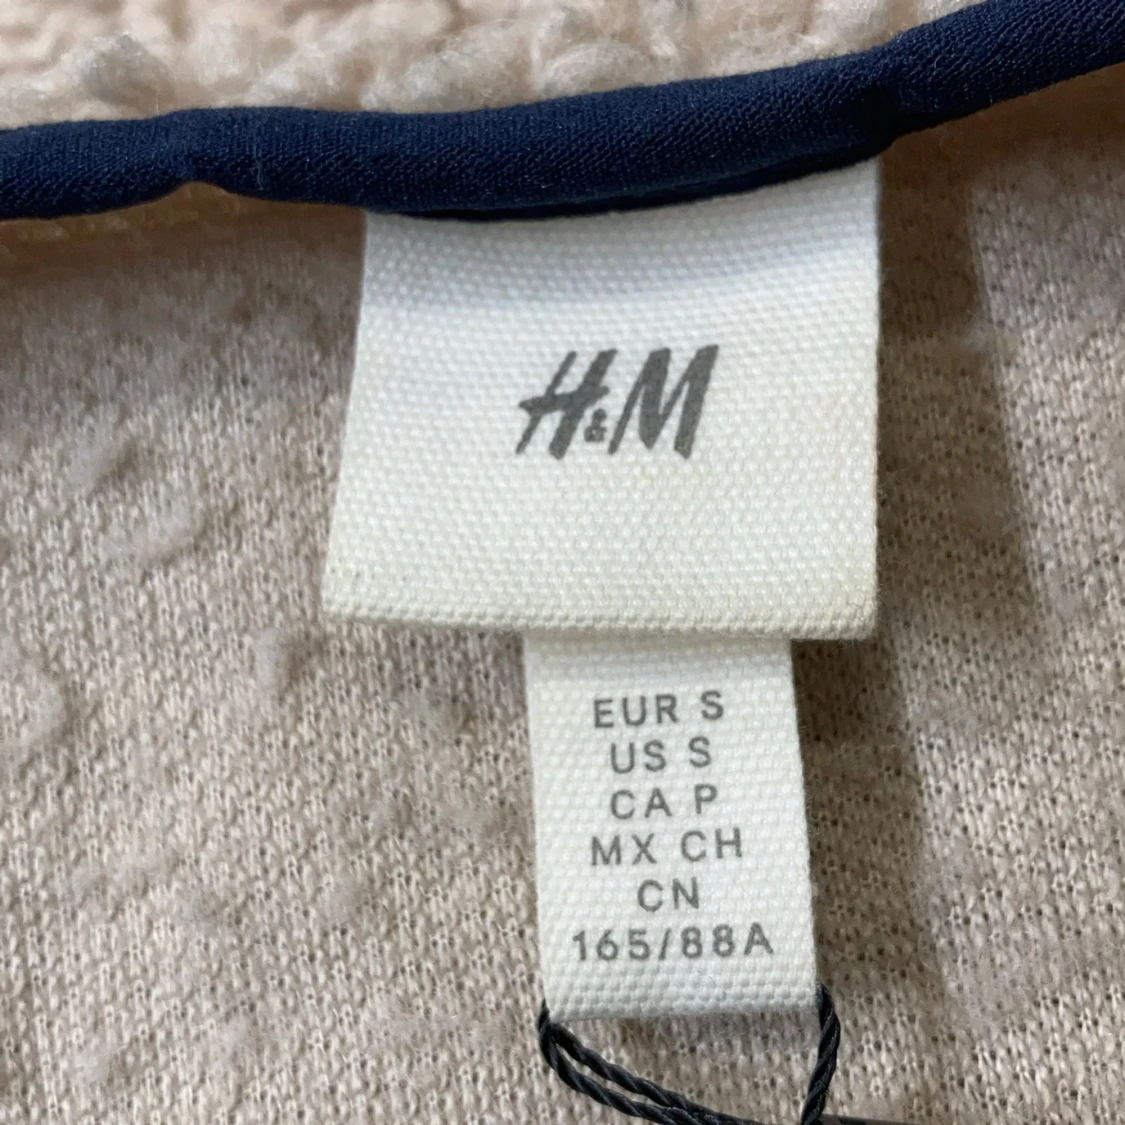 H&M
EUR S
US S
CA P
MX CH
CN
165/88A